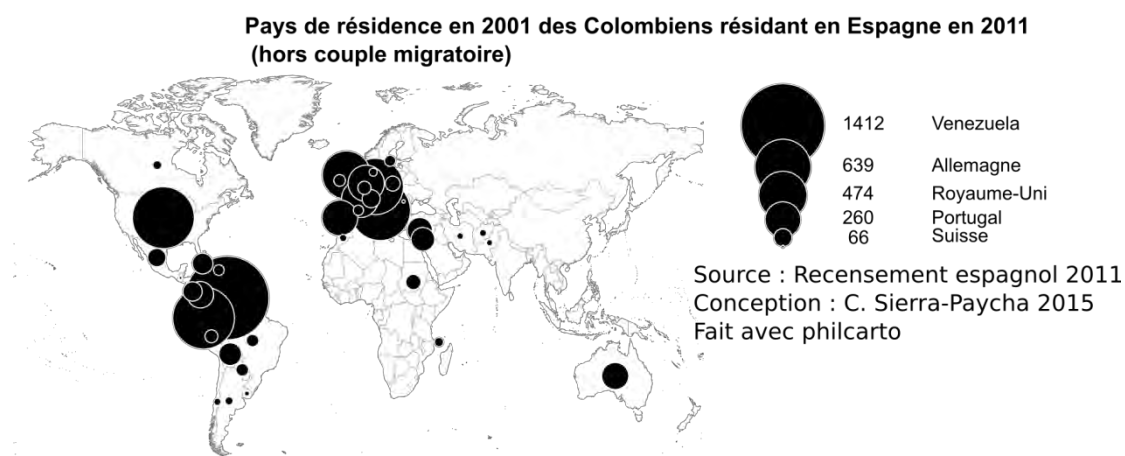 Pays de résidence en 2001 des Colombiens résidant en Espagne en 2011
(hors couple migratoire)
1412 Venezuela
639 Allemagne
474 Royaume-Uni
260 Portugal
66 Suisse
Source : Recensement espagnol 2011
Conception : C. Sierra-Paycha 2015
Fait avec philcarto